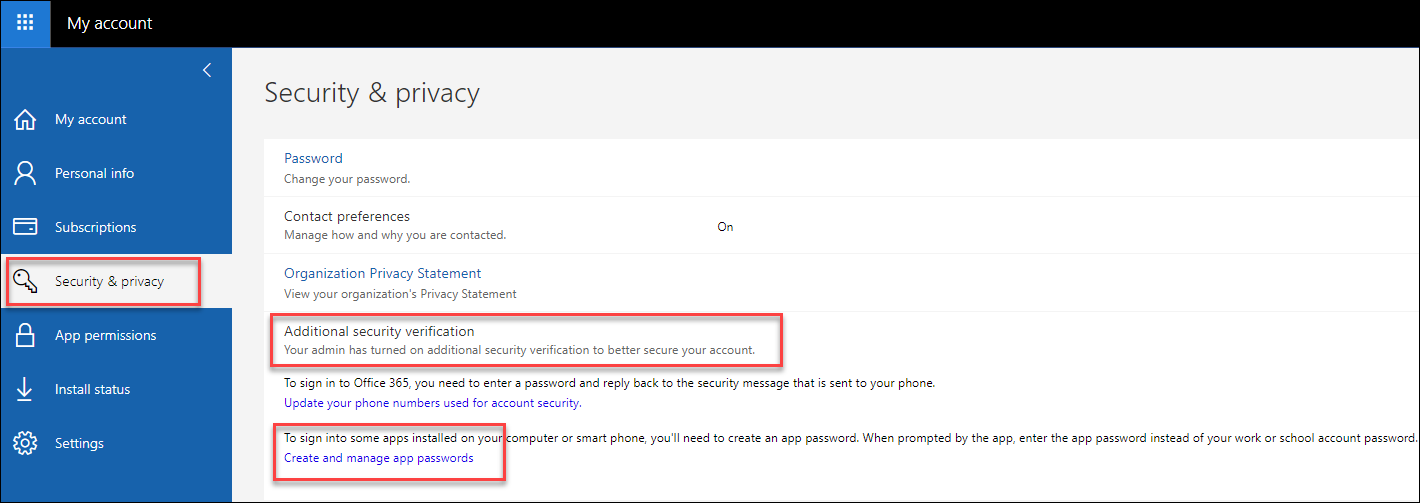 My account
My account
Personal info
Subscriptions
Security & privacy
App permissions
Install status
Settings
Security & privacy
Password
Change your password.
Contact preferences
Manage how and why you are contacted.
On
Organization Privacy Statement
View your organization's Privacy Statement
Additional security verification
Your admin has turned on additional security verification to better secure your account.
To sign in to Office 365, you need to enter a password and reply back to the security message that is sent to your phone.
Update your phone numbers used for account security.
To sign into some apps installed on your computer or smart phone, you'll need to create an app password. When prompted by the app, enter the app password instead of your work or school account password.
Create and manage app passwords